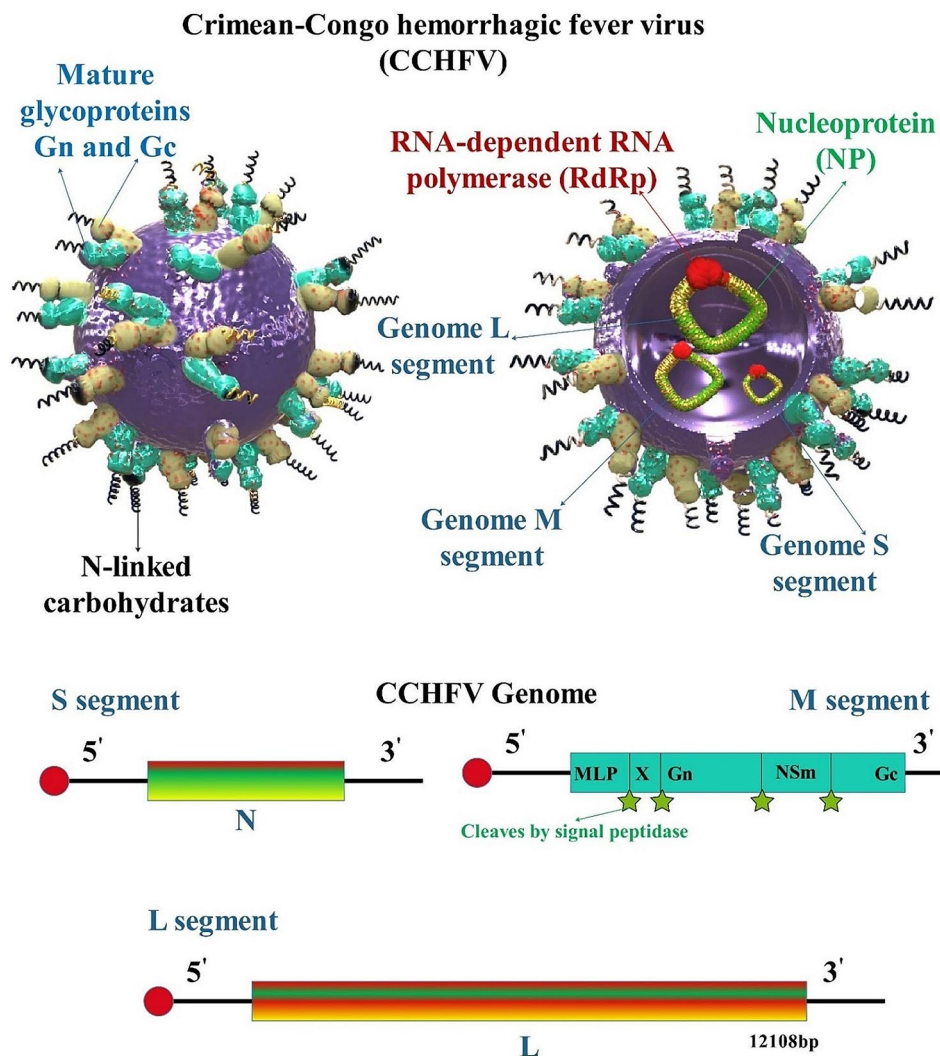 Crimean-Congo hemorrhagic fever virus
(CCHFV)
Mature
glycoproteins
Gn and Gc
RNA-dependent RNA
polymerase (RdRp)
Nucleoprotein
(NP)
Genome L
segment
Genome M
segment
Genome S
segment
N-linked
carbohydrates
CCHFV Genome
S segment
5'
3'
N
M segment
5'
3'
MLP X Gn NSm Gc
Cleaves by signal peptidase
L segment
5'
3'
L
12108bp